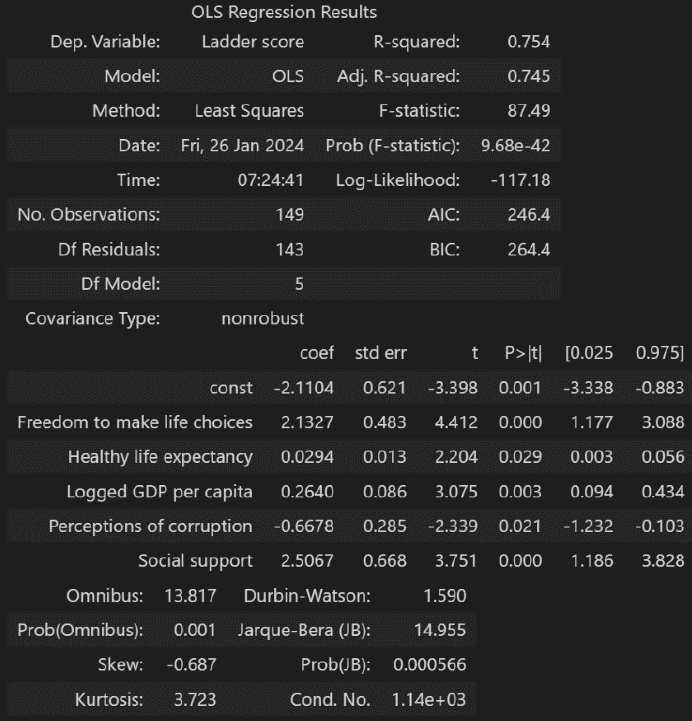 OLS Regression Results
Dep. Variable: Ladder score R-squared: 0.754
Model: OLS Adj. R-squared: 0.745
Method: Least Squares F-statistic: 87.49
Date: Fri, 26 Jan 2024 Prob (F-statistic): 9.68e-42
Time: 07:24:41 Log-Likelihood: -117.18
No. Observations: 149 AIC: 246.4
Df Residuals: 143 BIC: 264.4
Df Model: 5
Covariance Type: nonrobust
coef std err t P>|t| [0.025 0.975]
const -2.1104 0.621 -3.398 0.001 -3.338 -0.883
Freedom to make life choices 2.1327 0.483 4.412 0.000 1.177 3.088
Healthy life expectancy 0.0294 0.013 2.204 0.029 0.003 0.056
Logged GDP per capita 0.2640 0.086 3.075 0.003 0.094 0.434
Perceptions of corruption -0.6678 0.285 -2.339 0.021 -1.232 -0.103
Social support 2.5067 0.668 3.751 0.000 1.186 3.828
Omnibus: 13.817 Durbin-Watson: 1.590
Prob(Omnibus): 0.001 Jarque-Bera (JB): 14.955
Skew: -0.687 Prob(JB): 0.000566
Kurtosis: 3.723 Cond. No. 1.14e+03